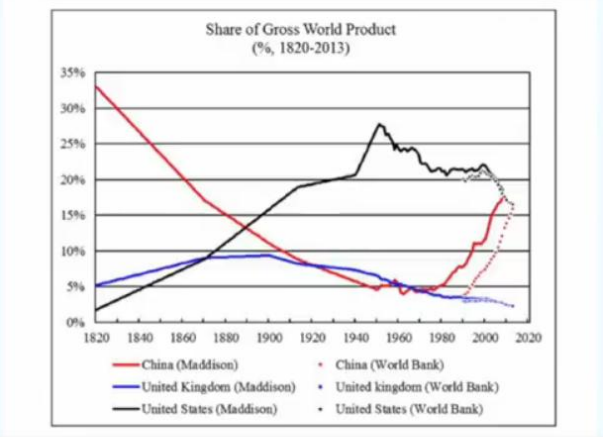 Share of Gross World Product
(%, 1820-2013)
35%
30%
25%
20%
15%
10%
5%
0%
1820 1840 1860 1880 1900 1920 1940 1960 1980 2000 2020
China (Maddison) China (World Bank)
United Kingdom (Maddison) United kingdom (World Bank)
United States (Maddison) United States (World Bank)